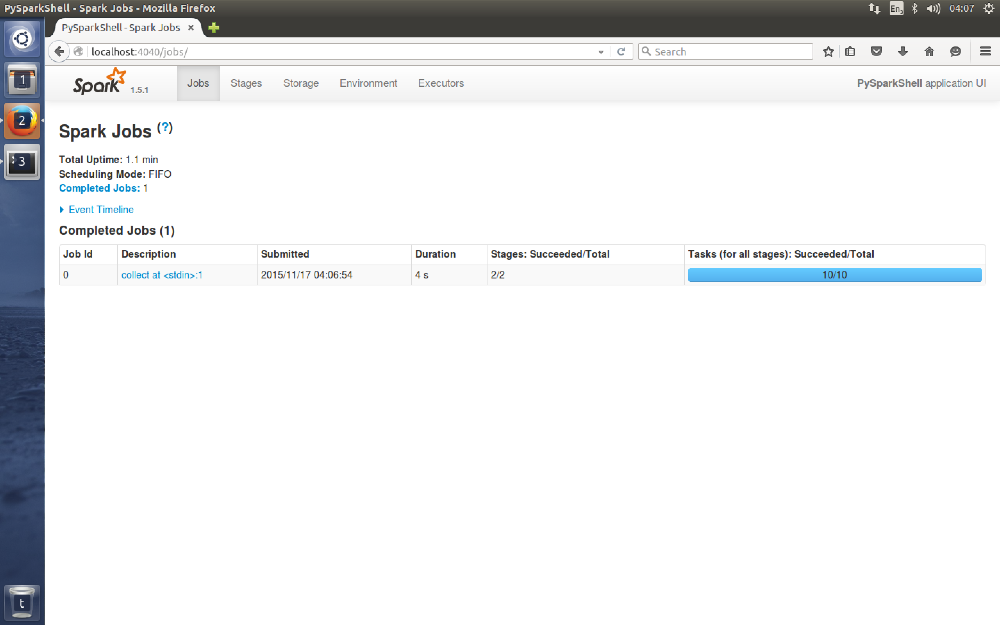 PySparkShell - Spark Jobs - Mozilla Firefox
En3
04:07
PySparkShell - Spark Jobs
localhost:4040/jobs/
Search
Spark 1.5.1
Jobs
Stages
Storage
Environment
Executors
PySparkShell application UI
1
2
3
t
Spark Jobs (?)
Total Uptime: 1.1 min
Scheduling Mode: FIFO
Completed Jobs: 1
Event Timeline
Completed Jobs (1)
Job Id Description Submitted Duration Stages: Succeeded/Total Tasks (for all stages): Succeeded/Total
0 collect at <stdin>:1 2015/11/17 04:06:54 4 s 2/2 10/10